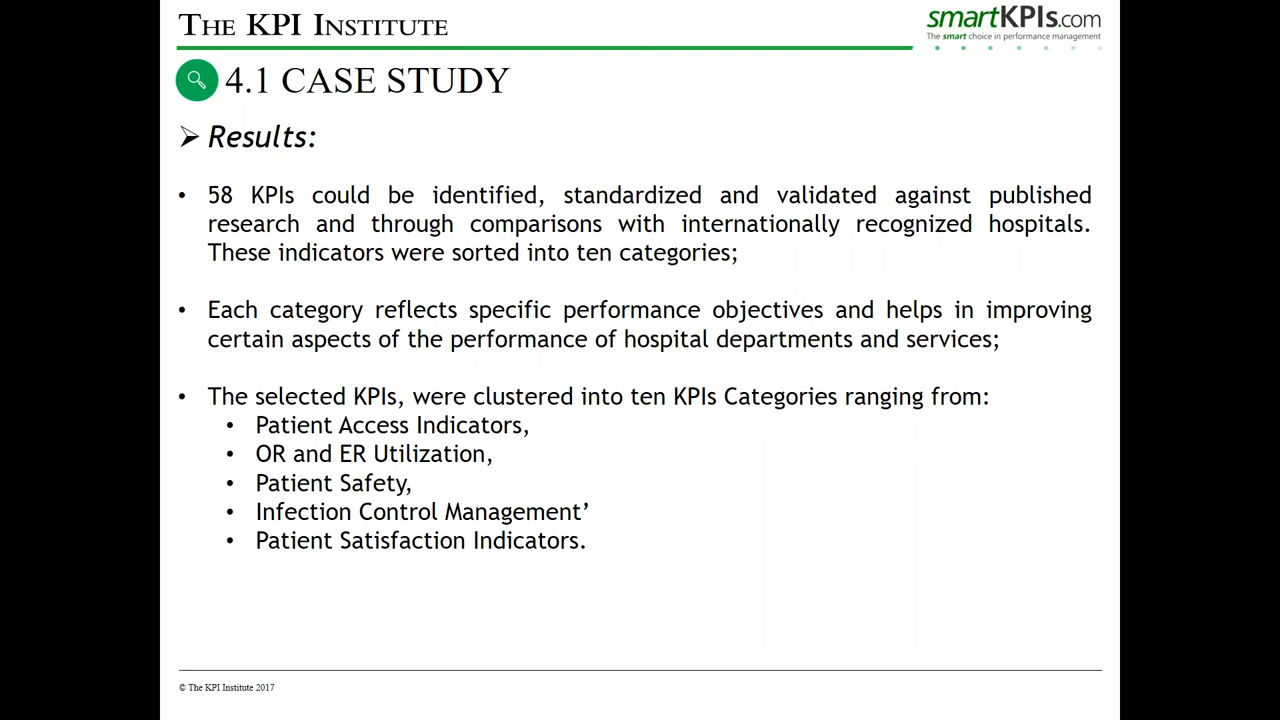 THE KPI INSTITUTE
smartKPIs.com
The smart choice in performance management
4.1 CASE STUDY
➢ Results:
• 58 KPIs could be identified, standardized and validated against published
research and through comparisons with internationally recognized hospitals.
These indicators were sorted into ten categories;
• Each category reflects specific performance objectives and helps in improving
certain aspects of the performance of hospital departments and services;
• The selected KPIs, were clustered into ten KPIs Categories ranging from:
• Patient Access Indicators,
• OR and ER Utilization,
• Patient Safety,
• Infection Control Management’
• Patient Satisfaction Indicators.
© The KPI Institute 2017